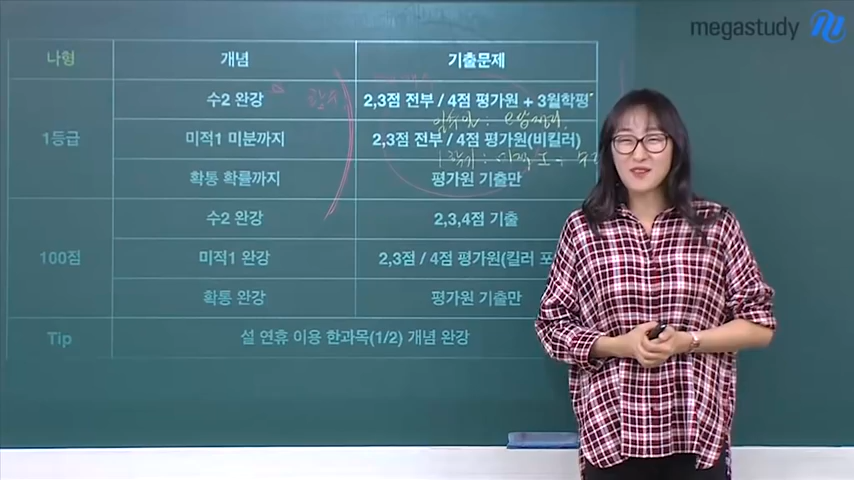 megastudy
나형 개념 기출문제
수2 완강 2,3점 전부 / 4점 평가원 + 3월학평
1등급 미적1 미분까지 2,3점 전부 / 4점 평가원(비킬러)
확통 확률까지 평가원 기출만
수2 완강 2,3,4점 기출
100점 미적1 완강 2,3점 / 4점 평가원(킬러 포
확통 완강 평가원 기출만
Tip 설 연휴 이용 한과목(1/2) 개념 완강